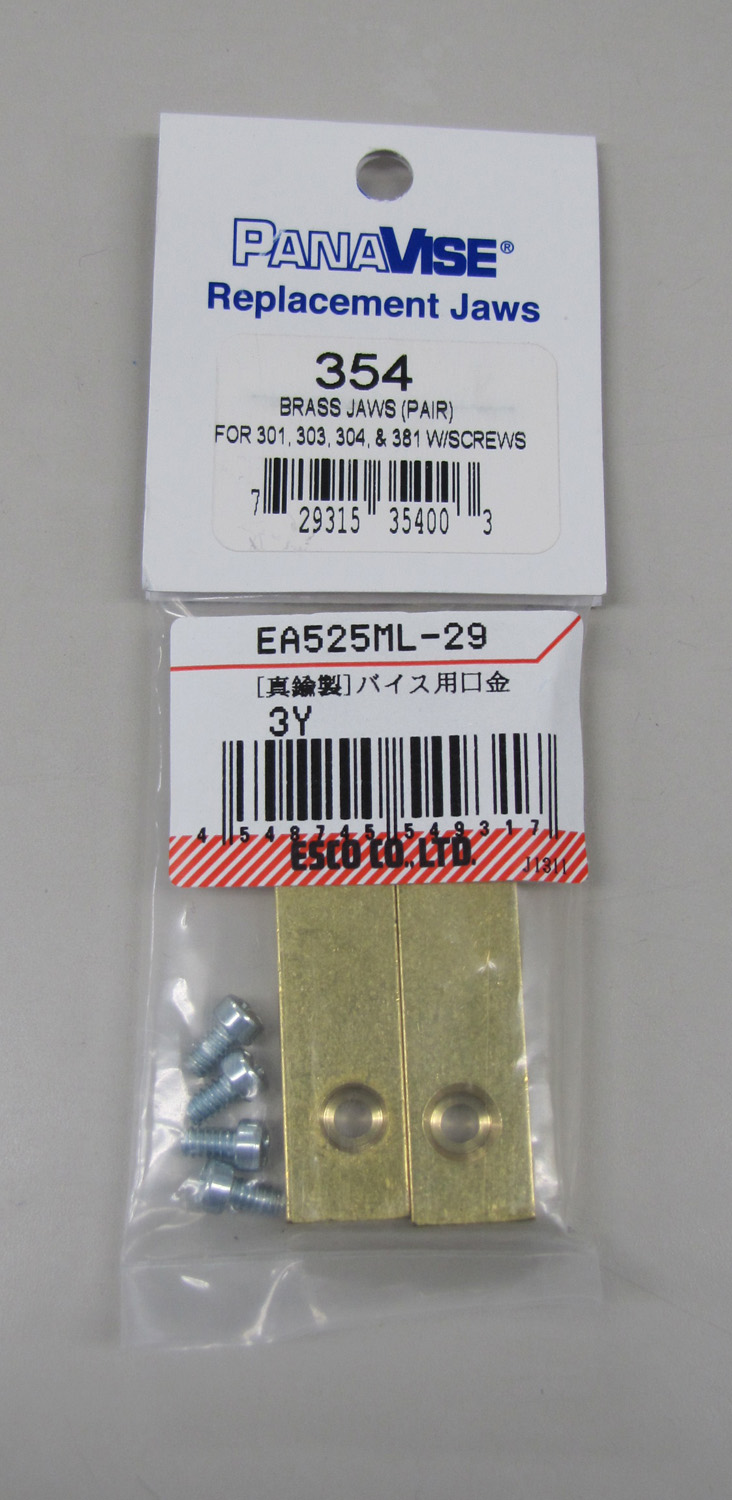 PANAVISE®
Replacement Jaws
354
BRASS JAWS (PAIR)
FOR 301, 303, 304, & 381 W/SCREWS
7 29315 35400 3
EA525ML-29
[真鍮製]バイス用口金
3Y
4 548745 549317
ESCO CO., LTD.
J1311